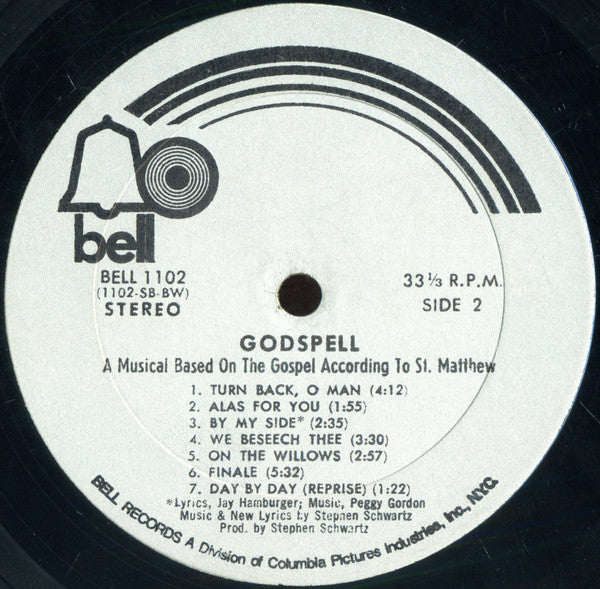 bell
BELL 1102
(1102-SB-BW)
STEREO
33⅓ R.P.M.
SIDE 2
GODSPELL
A Musical Based On The Gospel According To St. Matthew
1. TURN BACK, O MAN (4:12)
2. ALAS FOR YOU (1:55)
3. BY MY SIDE* (2:35)
4. WE BESEECH THEE (3:30)
5. ON THE WILLOWS (2:57)
6. FINALE (5:32)
7. DAY BY DAY (REPRISE) (1:22)
*Lyrics, Jay Hamburger; Music, Peggy Gordon
Music & New Lyrics by Stephen Schwartz
Prod. by Stephen Schwartz
BELL RECORDS A Division of Columbia Pictures Industries, Inc., N.Y.C.